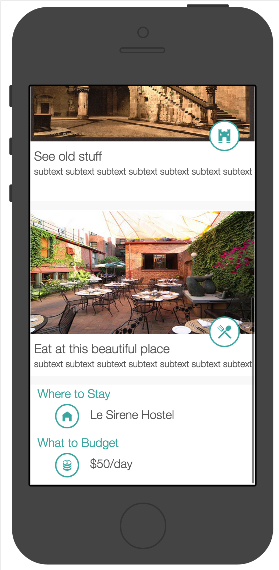 See old stuff
subtext subtext subtext subtext subtext subtext subtext
Eat at this beautiful place
subtext subtext subtext subtext subtext subtext subtext
Where to Stay
Le Sirene Hostel
What to Budget
$50/day